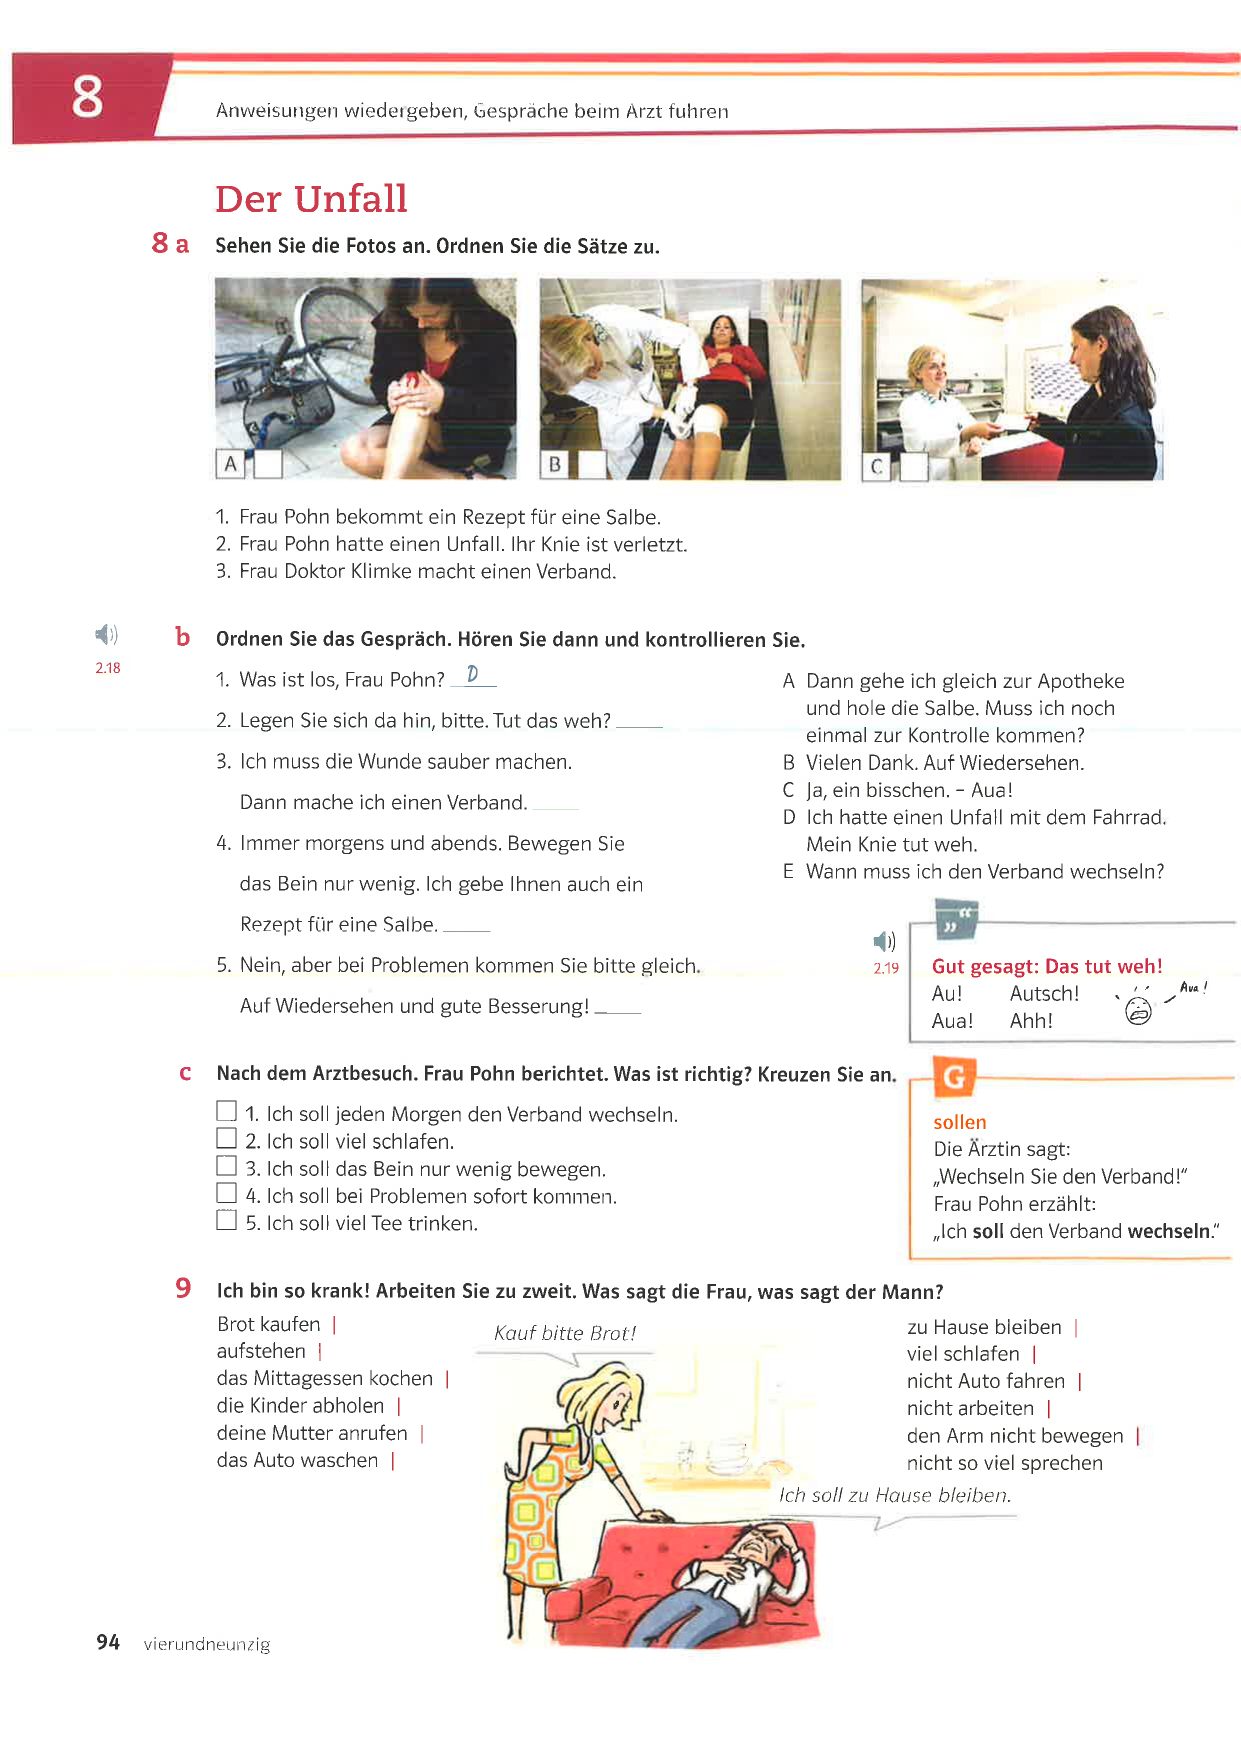 8
Anweisungen wiedergeben, Gespräche beim Arzt führen
Der Unfall
8 a Sehen Sie die Fotos an. Ordnen Sie die Sätze zu.
A
B
C
1. Frau Pohn bekommt ein Rezept für eine Salbe.
2. Frau Pohn hatte einen Unfall. Ihr Knie ist verletzt.
3. Frau Doktor Klimke macht einen Verband.
2.18
b Ordnen Sie das Gespräch. Hören Sie dann und kontrollieren Sie.
1. Was ist los, Frau Pohn? D
2. Legen Sie sich da hin, bitte. Tut das weh? ____
3. Ich muss die Wunde sauber machen.
Dann mache ich einen Verband. ____
4. Immer morgens und abends. Bewegen Sie
das Bein nur wenig. Ich gebe Ihnen auch ein
Rezept für eine Salbe. ____
5. Nein, aber bei Problemen kommen Sie bitte gleich.
Auf Wiedersehen und gute Besserung! ____
A Dann gehe ich gleich zur Apotheke
und hole die Salbe. Muss ich noch
einmal zur Kontrolle kommen?
B Vielen Dank. Auf Wiedersehen.
C Ja, ein bisschen. – Aua!
D Ich hatte einen Unfall mit dem Fahrrad.
Mein Knie tut weh.
E Wann muss ich den Verband wechseln?
„“
2.19
Gut gesagt: Das tut weh!
Au! Autsch!
Aua! Ahh!
Aua!
c Nach dem Arztbesuch. Frau Pohn berichtet. Was ist richtig? Kreuzen Sie an.
1. Ich soll jeden Morgen den Verband wechseln.
2. Ich soll viel schlafen.
3. Ich soll das Bein nur wenig bewegen.
4. Ich soll bei Problemen sofort kommen.
5. Ich soll viel Tee trinken.
G
sollen
Die Ärztin sagt:
„Wechseln Sie den Verband!“
Frau Pohn erzählt:
„Ich soll den Verband wechseln.“
9 Ich bin so krank! Arbeiten Sie zu zweit. Was sagt die Frau, was sagt der Mann?
Brot kaufen |
aufstehen |
das Mittagessen kochen |
die Kinder abholen |
deine Mutter anrufen |
das Auto waschen |
Kauf bitte Brot!
zu Hause bleiben |
viel schlafen |
nicht Auto fahren |
nicht arbeiten |
den Arm nicht bewegen |
nicht so viel sprechen
Ich soll zu Hause bleiben.
94 vierundneunzig